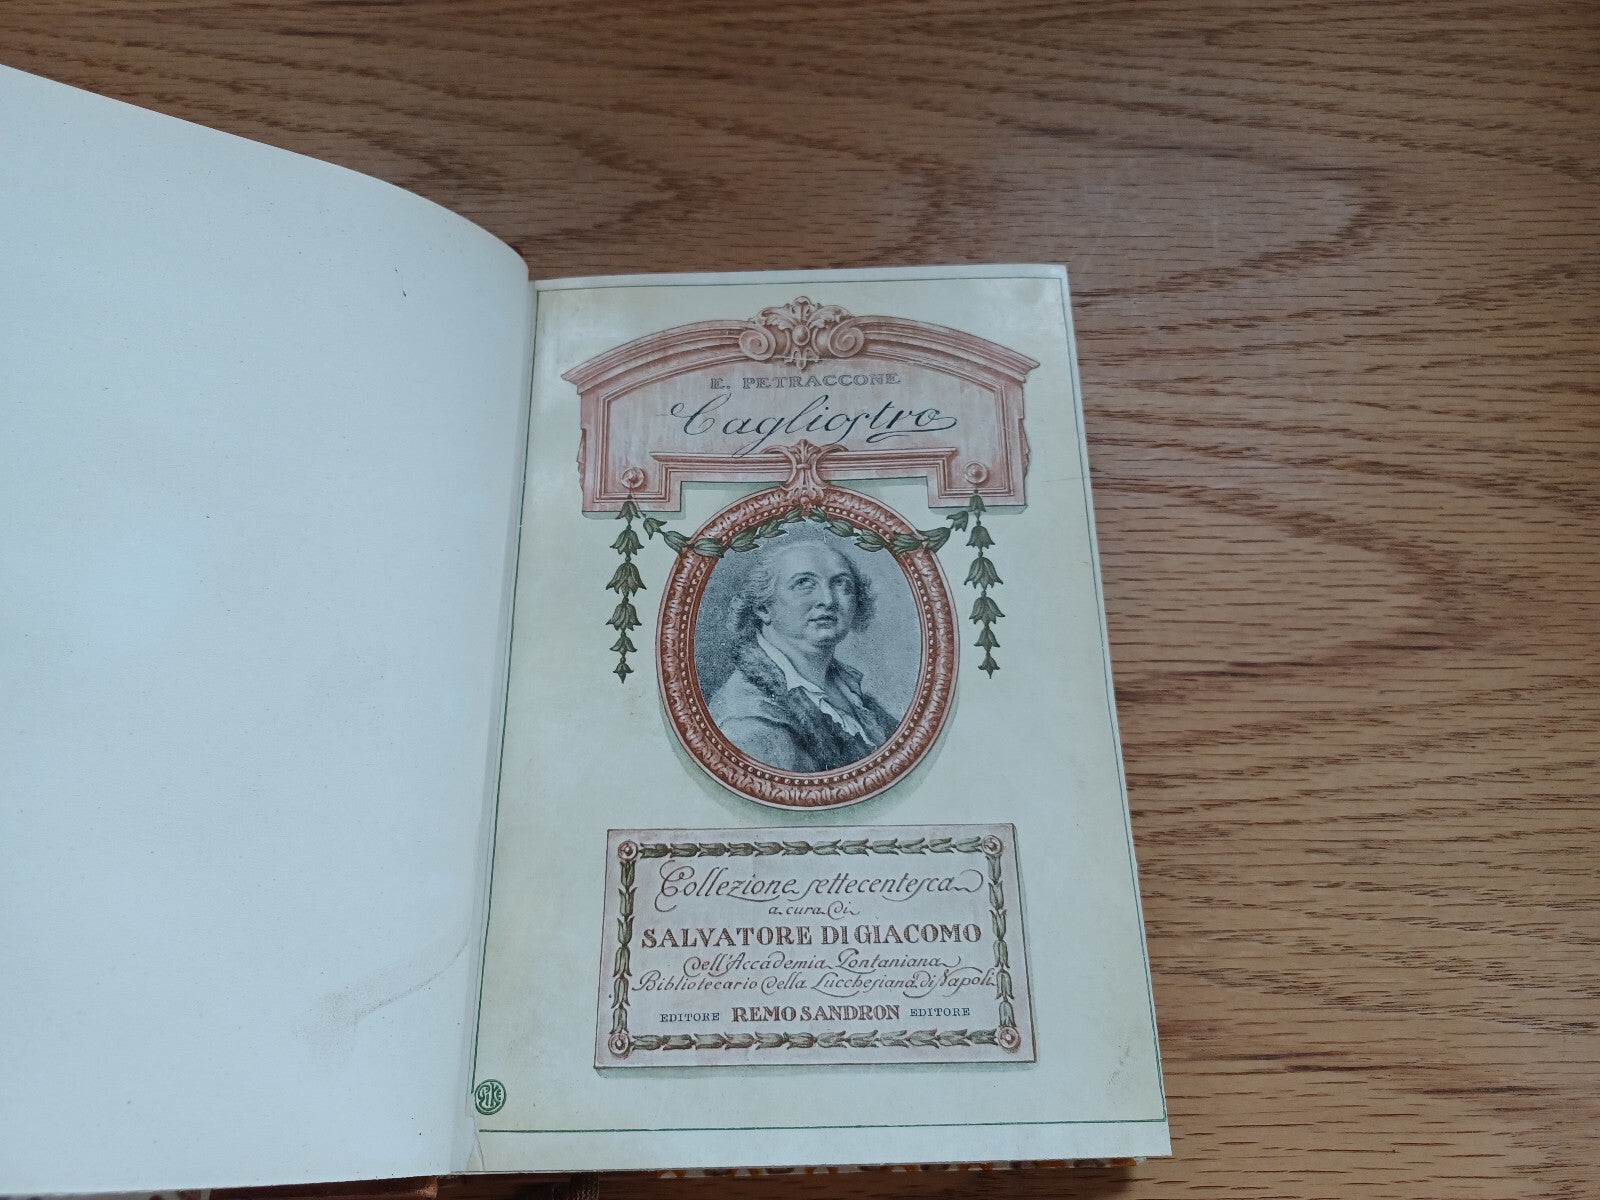 E. PETRACCONE
Cagliostro
Collezione settecentesca
a cura di
SALVATORE DI GIACOMO
dell'Accademia Pontaniana
Bibliotecario della Lucchesiana di Napoli
EDITORE REMO SANDRON EDITORE